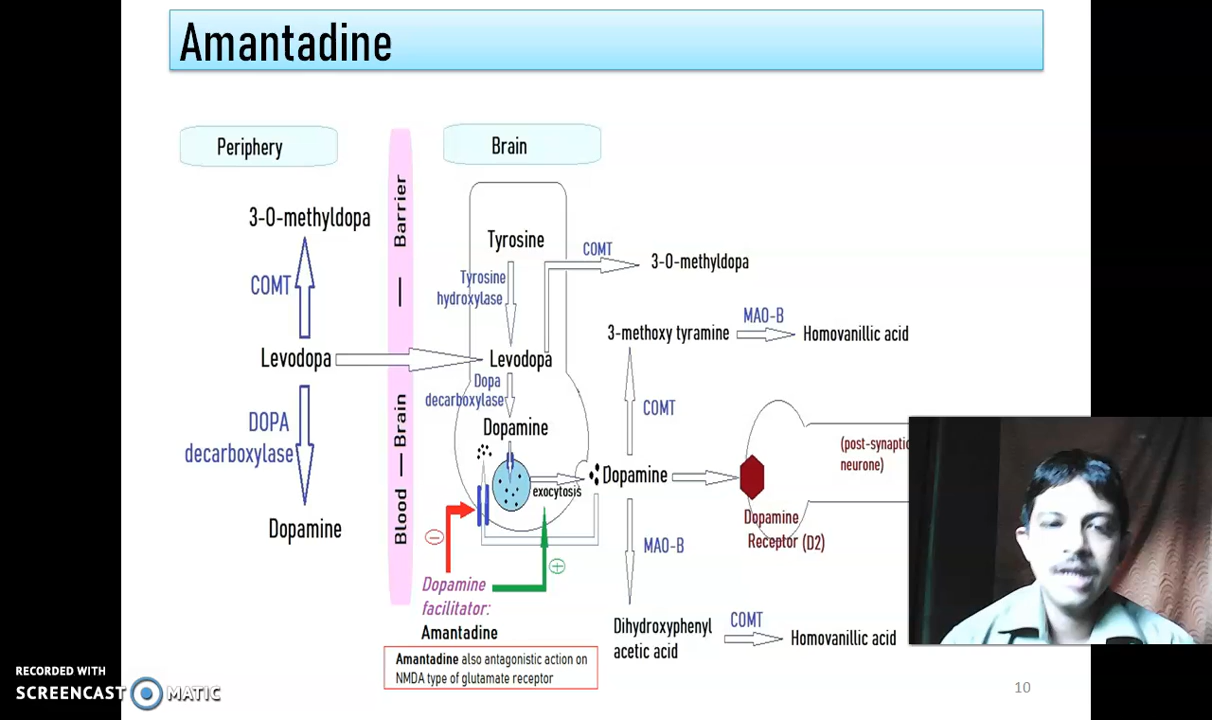 Amantadine
Periphery
Brain
3-O-methyldopa
COMT
Levodopa
DOPA
decarboxylase
Dopamine
Blood — Brain — Barrier
Tyrosine
Tyrosine
hydroxylase
Levodopa
Dopa
decarboxylase
Dopamine
exocytosis
COMT
3-O-methyldopa
3-methoxy tyramine
MAO-B
Homovanillic acid
COMT
Dopamine
MAO-B
Dihydroxyphenyl
acetic acid
COMT
Homovanillic acid
(post-synaptic
neurone)
Dopamine
Receptor (D2)
Dopamine
facilitator:
Amantadine
Amantadine also antagonistic action on
NMDA type of glutamate receptor
10
RECORDED WITH
SCREENCAST MATIC